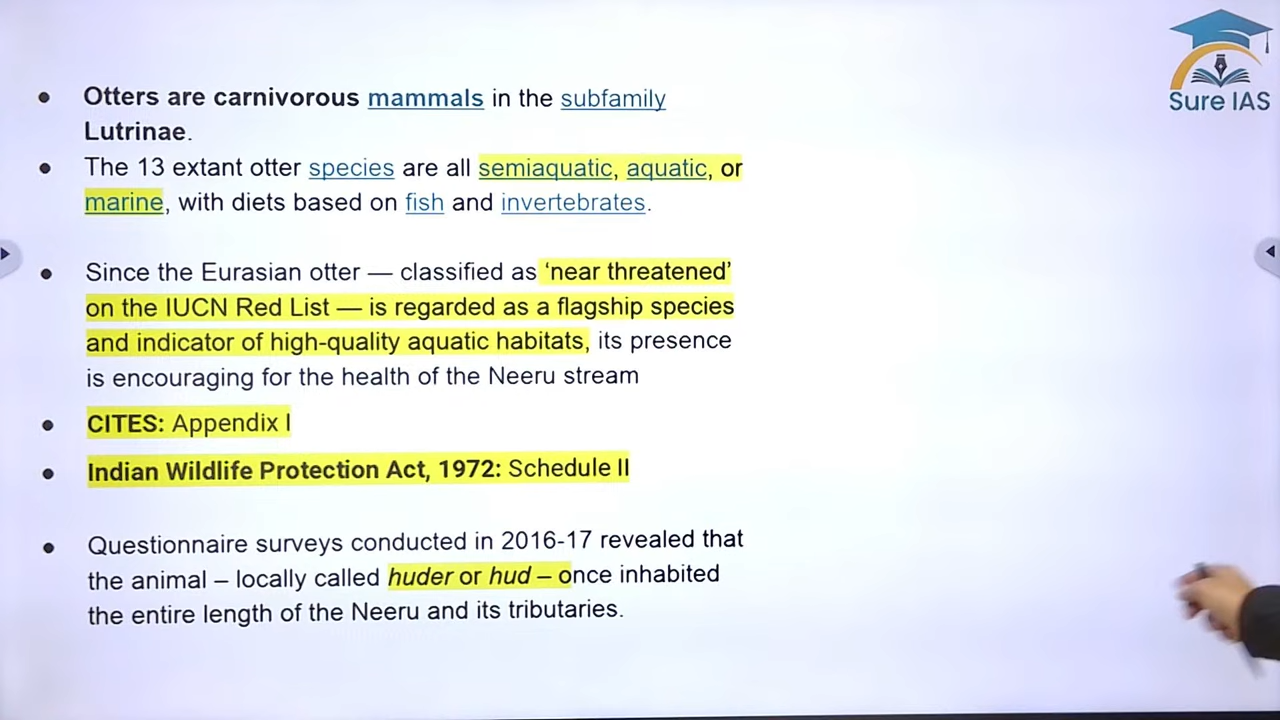 Sure IAS
Otters are carnivorous mammals in the subfamily
Lutrinae.
The 13 extant otter species are all semiaquatic, aquatic, or
marine, with diets based on fish and invertebrates.
Since the Eurasian otter — classified as ‘near threatened’
on the IUCN Red List — is regarded as a flagship species
and indicator of high-quality aquatic habitats, its presence
is encouraging for the health of the Neeru stream
CITES: Appendix I
Indian Wildlife Protection Act, 1972: Schedule II
Questionnaire surveys conducted in 2016-17 revealed that
the animal – locally called huder or hud – once inhabited
the entire length of the Neeru and its tributaries.